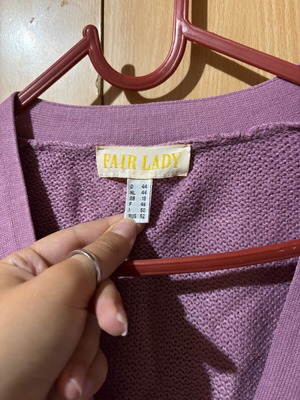 FAIR LADY
D 44
NL 44
GB 18
F 46
I 50
RUS 52